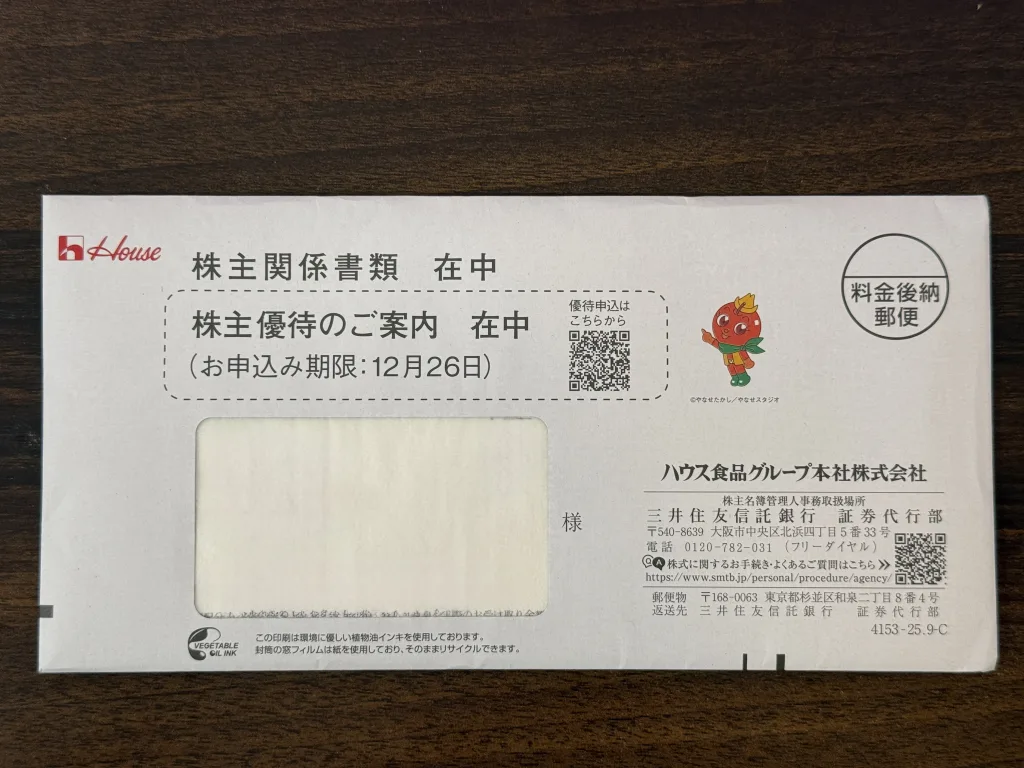 House
株主関係書類 在中
株主優待のご案内 在中
(お申込み期限:12月26日)
優待申込は
こちらから
料金後納
郵便
©やなせたかし/やなせスタジオ
様
ハウス食品グループ本社株式会社
株主名簿管理人事務取扱場所
三井住友信託銀行 証券代行部
〒540-8639 大阪市中央区北浜四丁目5番33号
電話 0120-782-031 (フリーダイヤル)
QA 株式に関するお手続き・よくあるご質問はこちら
https://www.smtb.jp/personal/procedure/agency/
郵便物 〒168-0063 東京都杉並区和泉二丁目8番4号
返送先 三井住友信託銀行 証券代行部
4153-25.9-C
VEGETABLE
OIL INK
この印刷は環境に優しい植物油インキを使用しております。
封筒の窓フィルムは紙を使用しており、そのままリサイクルできます。